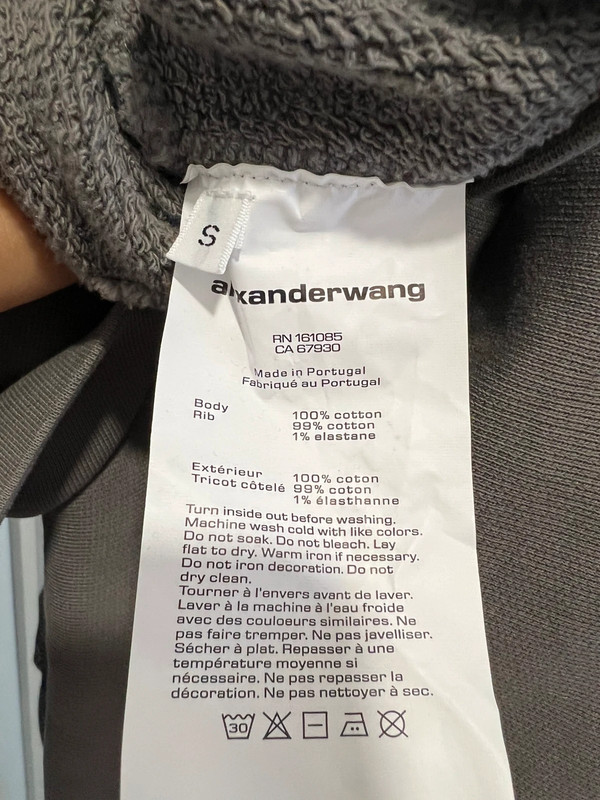 S
alexanderwang
RN 161085
CA 67930
Made in Portugal
Fabriqué au Portugal
Body 100% cotton
Rib 99% cotton
1% elastane
Extérieur 100% coton
Tricot côtelé 99% coton
1% élasthanne
Turn inside out before washing.
Machine wash cold with like colors.
Do not soak. Do not bleach. Lay
flat to dry. Warm iron if necessary.
Do not iron decoration. Do not
dry clean.
Tourner à l'envers avant de laver.
Laver à la machine à l'eau froide
avec des couloeurs similaires. Ne
pas faire tremper. Ne pas javelliser.
Sécher à plat. Repasser à une
température moyenne si
nécessaire. Ne pas repasser la
décoration. Ne pas nettoyer à sec.
30